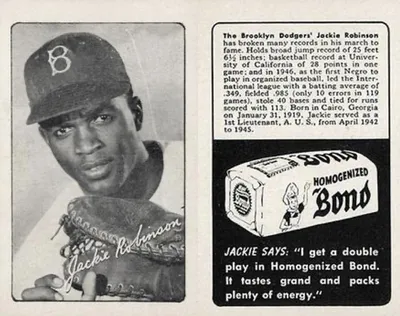 B
Jackie Robinson
The Brooklyn Dodgers' Jackie Robinson
has broken many records in his march to
fame. Holds broad jump record of 25 feet
6½ inches; basketball record at Univer-
sity of California of 28 points in one
game; and in 1946, as the first Negro to
play in organized baseball, led the Inter-
national league with a batting average of
.349, fielded .985 (only 10 errors in 119
games), stole 40 bases and tied for runs
scored with 113. Born in Cairo, Georgia
on January 31, 1919. Jackie served as a
1st Lieutenant, A. U. S., from April 1942
to 1945.
HOMOGENIZED
Bond
JACKIE SAYS: "I get a double
play in Homogenized Bond.
It tastes grand and packs
plenty of energy."